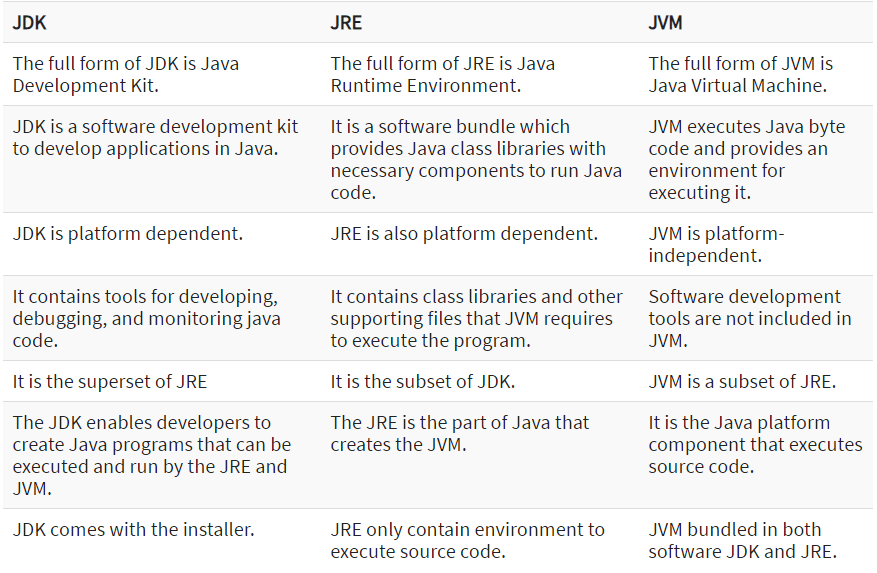 JDK
JRE
JVM
The full form of JDK is Java
Development Kit.
The full form of JRE is Java
Runtime Environment.
The full form of JVM is
Java Virtual Machine.
JDK is a software development kit
to develop applications in Java.
It is a software bundle which
provides Java class libraries with
necessary components to run Java
code.
JVM executes Java byte
code and provides an
environment for
executing it.
JDK is platform dependent.
JRE is also platform dependent.
JVM is platform-
independent.
It contains tools for developing,
debugging, and monitoring java
code.
It contains class libraries and other
supporting files that JVM requires
to execute the program.
Software development
tools are not included in
JVM.
It is the superset of JRE
It is the subset of JDK.
JVM is a subset of JRE.
The JDK enables developers to
create Java programs that can be
executed and run by the JRE and
JVM.
The JRE is the part of Java that
creates the JVM.
It is the Java platform
component that executes
source code.
JDK comes with the installer.
JRE only contain environment to
execute source code.
JVM bundled in both
software JDK and JRE.